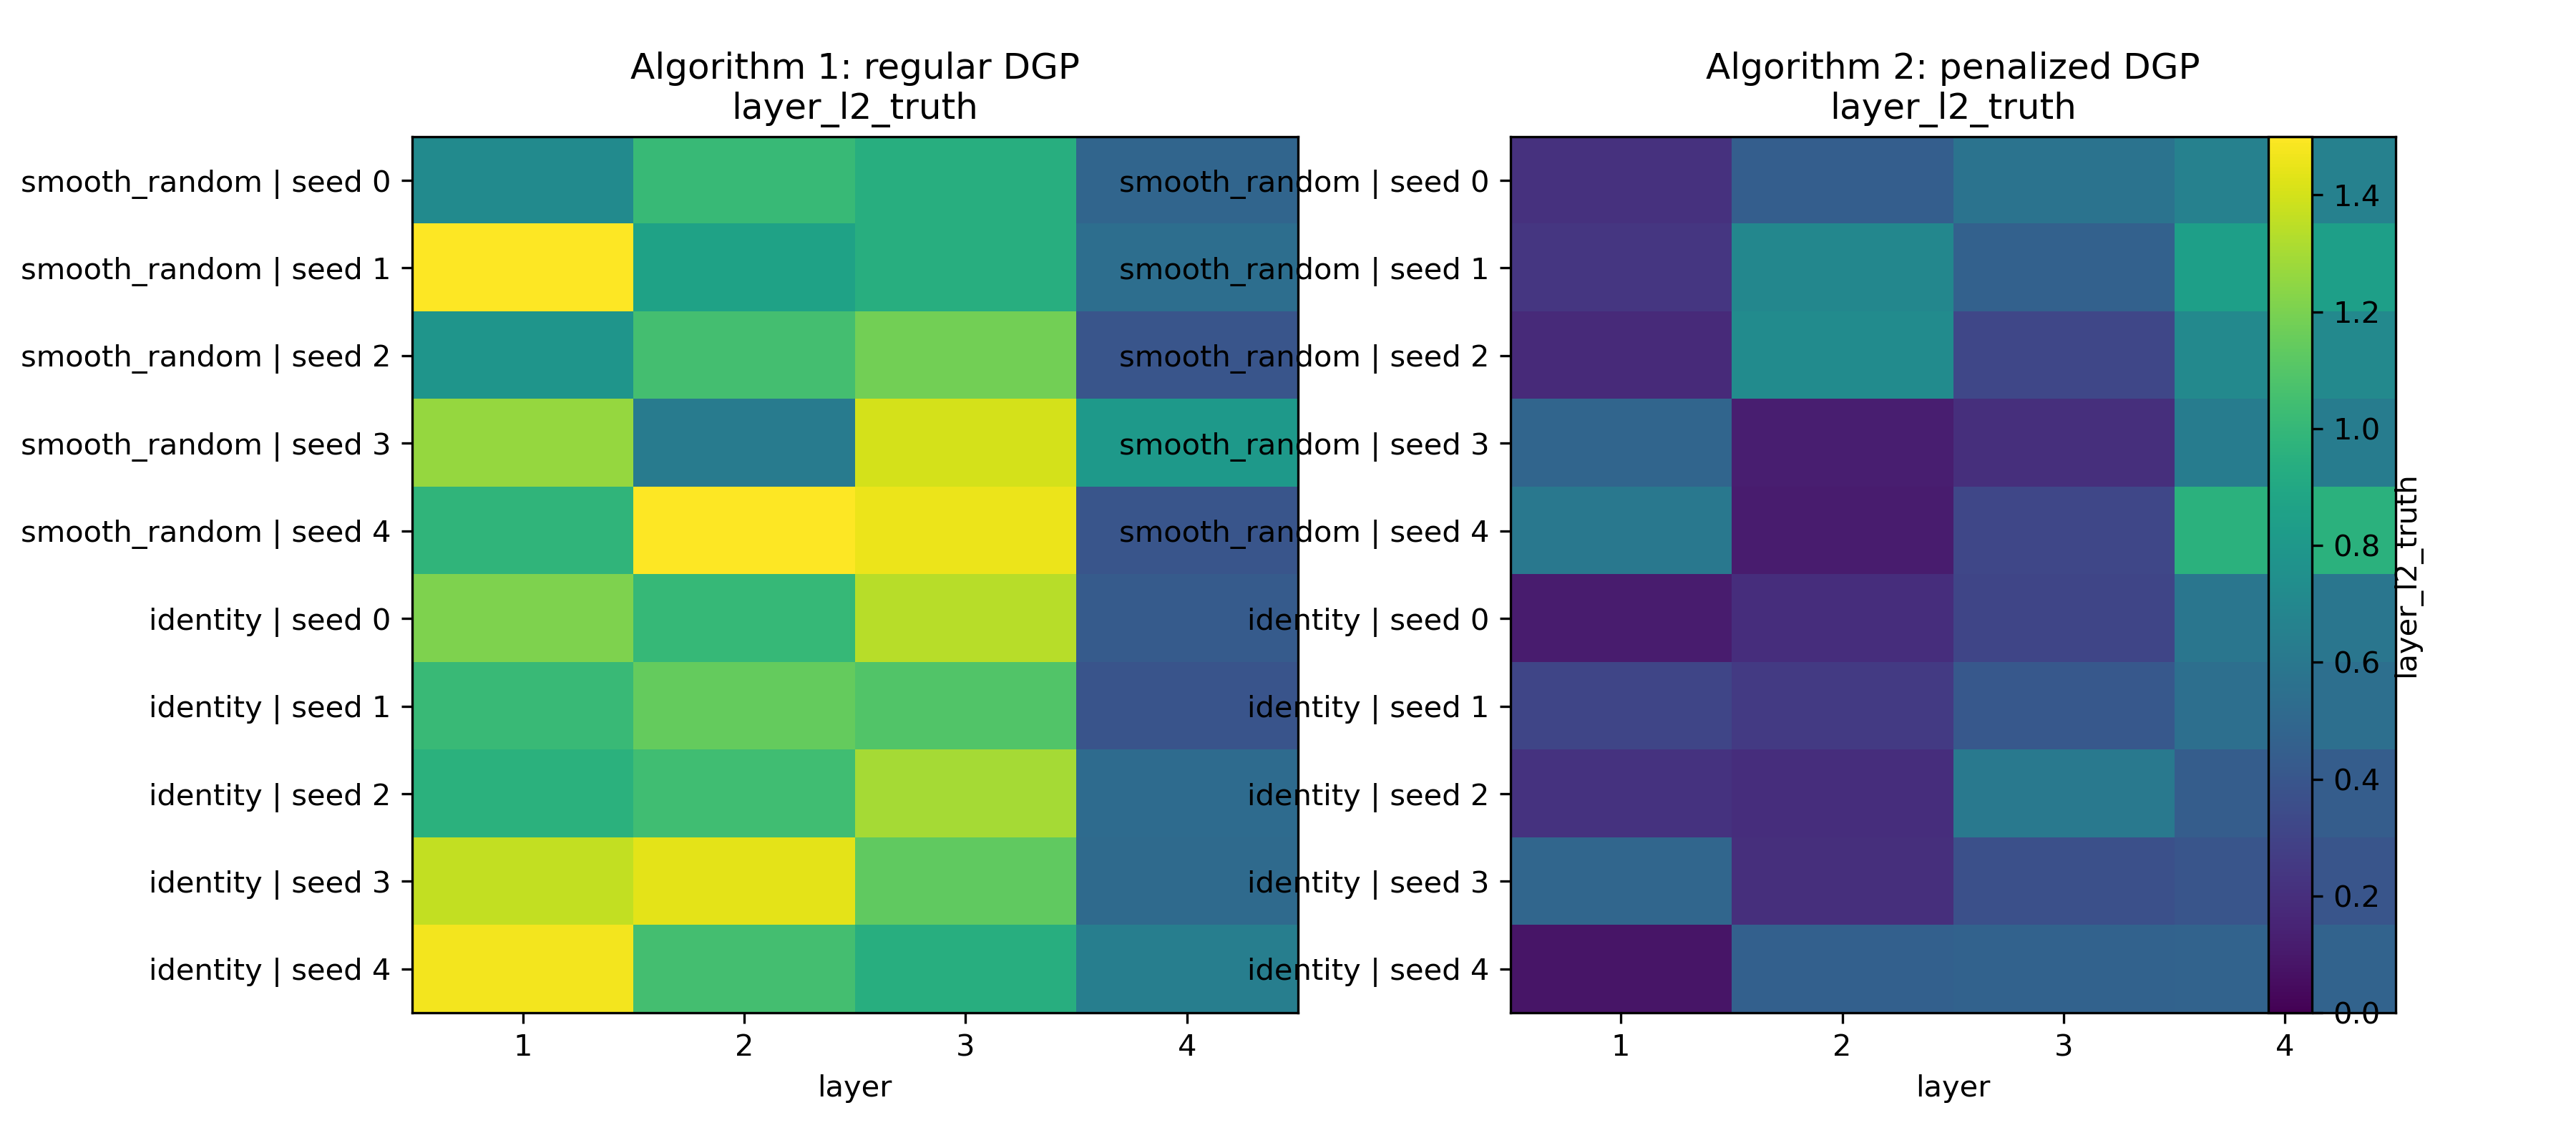 Algorithm 1: regular DGP
layer_l2_truth
smooth_random | seed 0
smooth_random | seed 1
smooth_random | seed 2
smooth_random | seed 3
smooth_random | seed 4
identity | seed 0
identity | seed 1
identity | seed 2
identity | seed 3
identity | seed 4
1 2 3 4
layer
Algorithm 2: penalized DGP
layer_l2_truth
smooth_random | seed 0
smooth_random | seed 1
smooth_random | seed 2
smooth_random | seed 3
smooth_random | seed 4
identity | seed 0
identity | seed 1
identity | seed 2
identity | seed 3
identity | seed 4
1 2 3 4
layer
1.4
1.2
1.0
0.8
0.6
0.4
0.2
0.0
layer_l2_truth